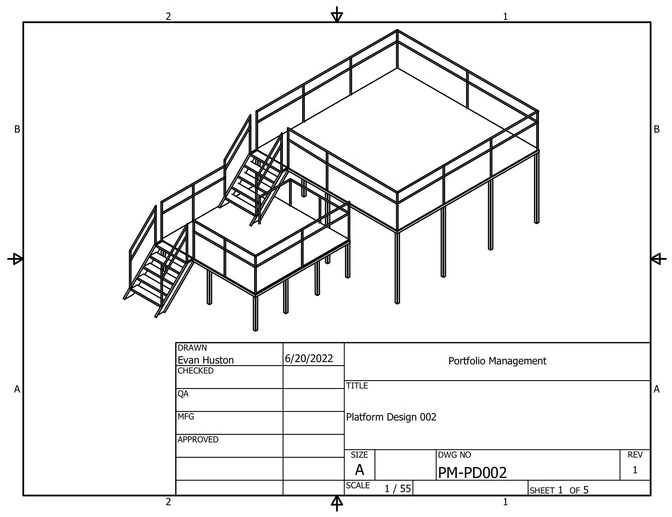 2 1
B B
A A
DRAWN
Evan Huston 6/20/2022
Portfolio Management
CHECKED
TITLE
QA
MFG
Platform Design 002
APPROVED
SIZE DWG NO REV
A PM-PD002 1
SCALE 1 / 55 SHEET 1 OF 5
2 1